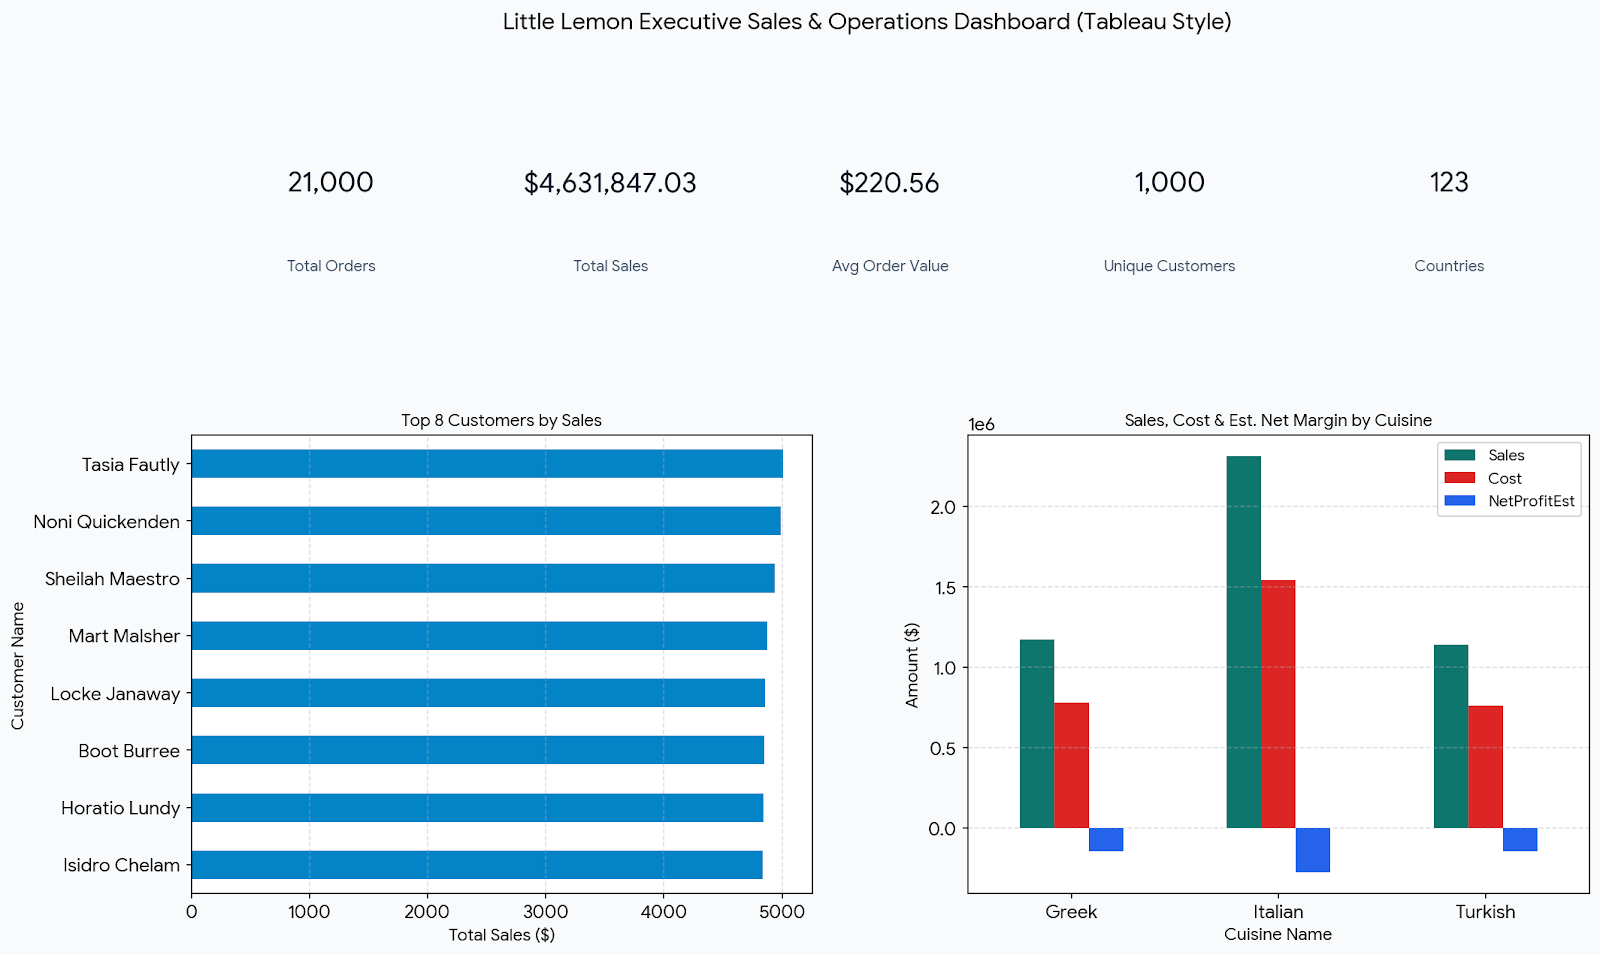 Little Lemon Executive Sales & Operations Dashboard (Tableau Style)
21,000
$4,631,847.03
$220.56
1,000
123
Total Orders
Total Sales
Avg Order Value
Unique Customers
Countries
Top 8 Customers by Sales
Customer Name
Tasia Fautly
Noni Quickenden
Sheilah Maestro
Mart Malsher
Locke Janaway
Boot Burree
Horatio Lundy
Isidro Chelam
0 1000 2000 3000 4000 5000
Total Sales ($)
Sales, Cost & Est. Net Margin by Cuisine
1e6
Sales
Cost
NetProfitEst
Amount ($)
2.0
1.5
1.0
0.5
0.0
Greek Italian Turkish
Cuisine Name